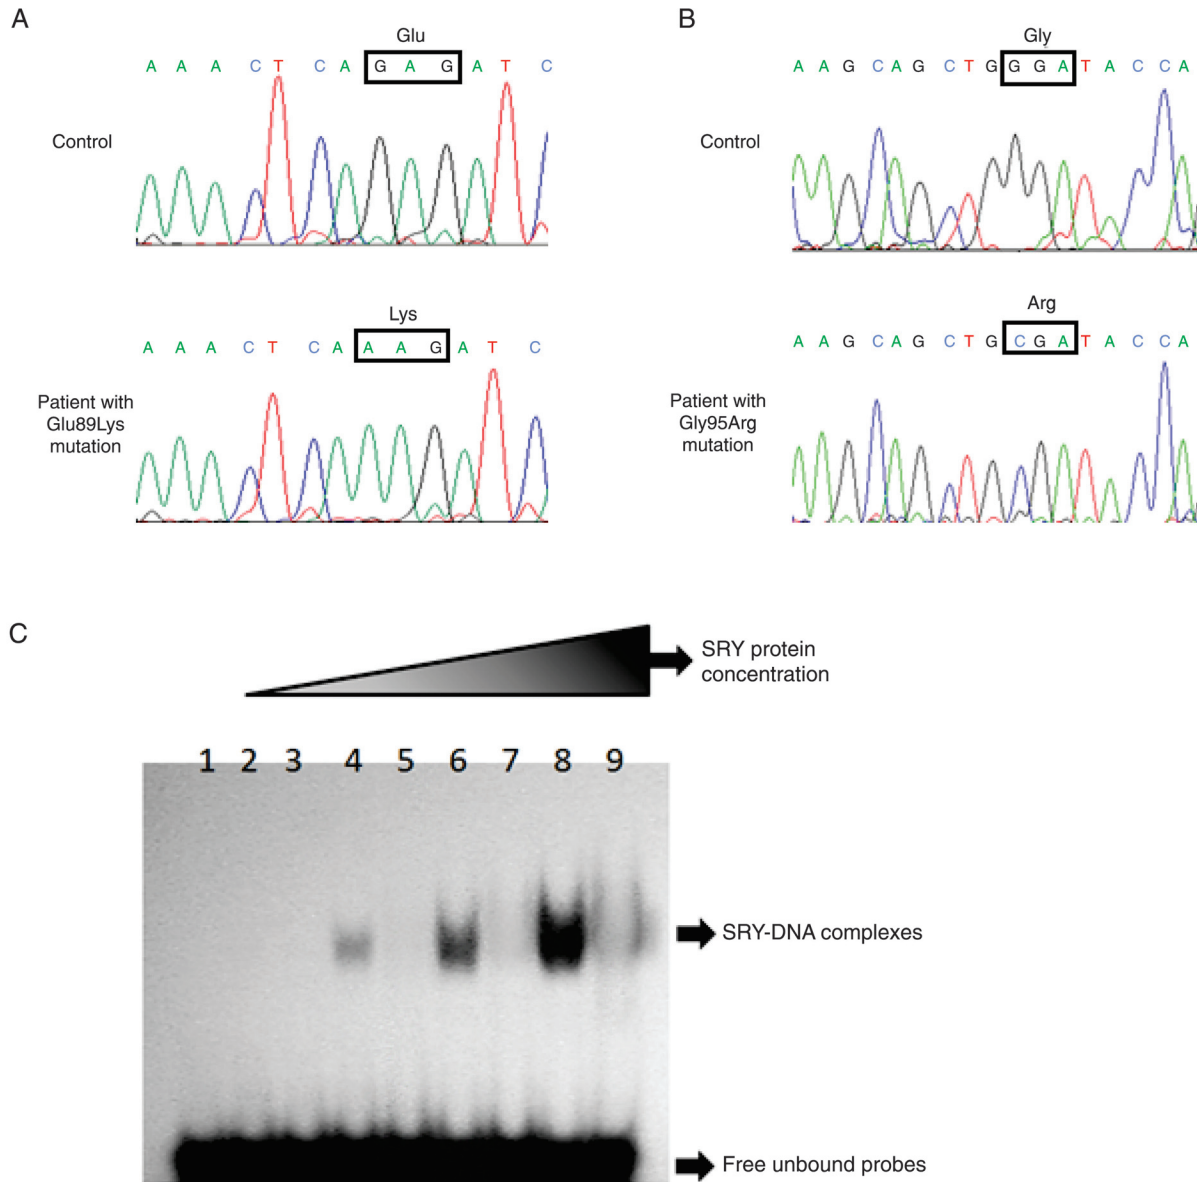 A
Glu
A A A C T C A G A G A T C
Control
Lys
A A A C T C A A A G A T C
Patient with
Glu89Lys
mutation
B
Gly
A A G C A G C T G G G A T A C C A
Control
Arg
A A G C A G C T G C G A T A C C A
Patient with
Gly95Arg
mutation
C
SRY protein
concentration
1 2 3 4 5 6 7 8 9
SRY-DNA complexes
Free unbound probes